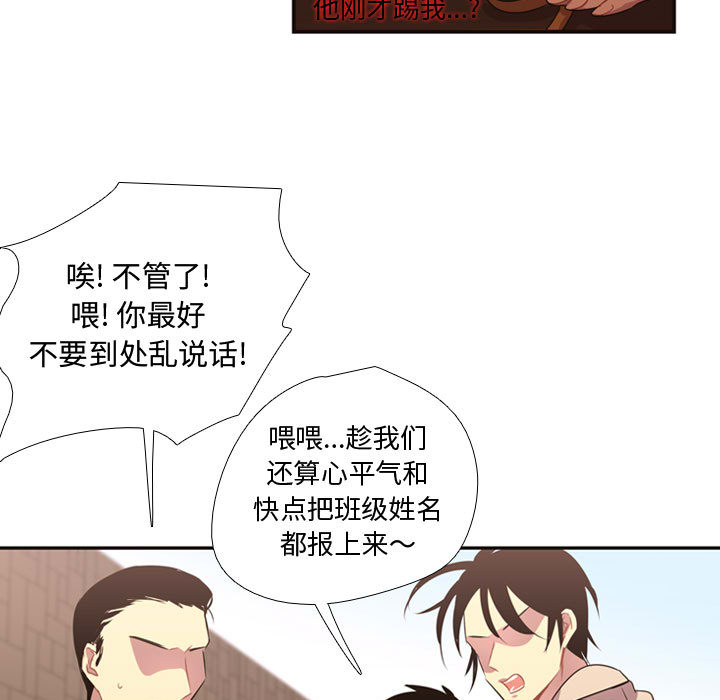 他刚才踢我...?
唉! 不管了!
喂! 你最好
不要到处乱说话!
喂喂...趁我们
还算心平气和
快点把班级姓名
都报上来～